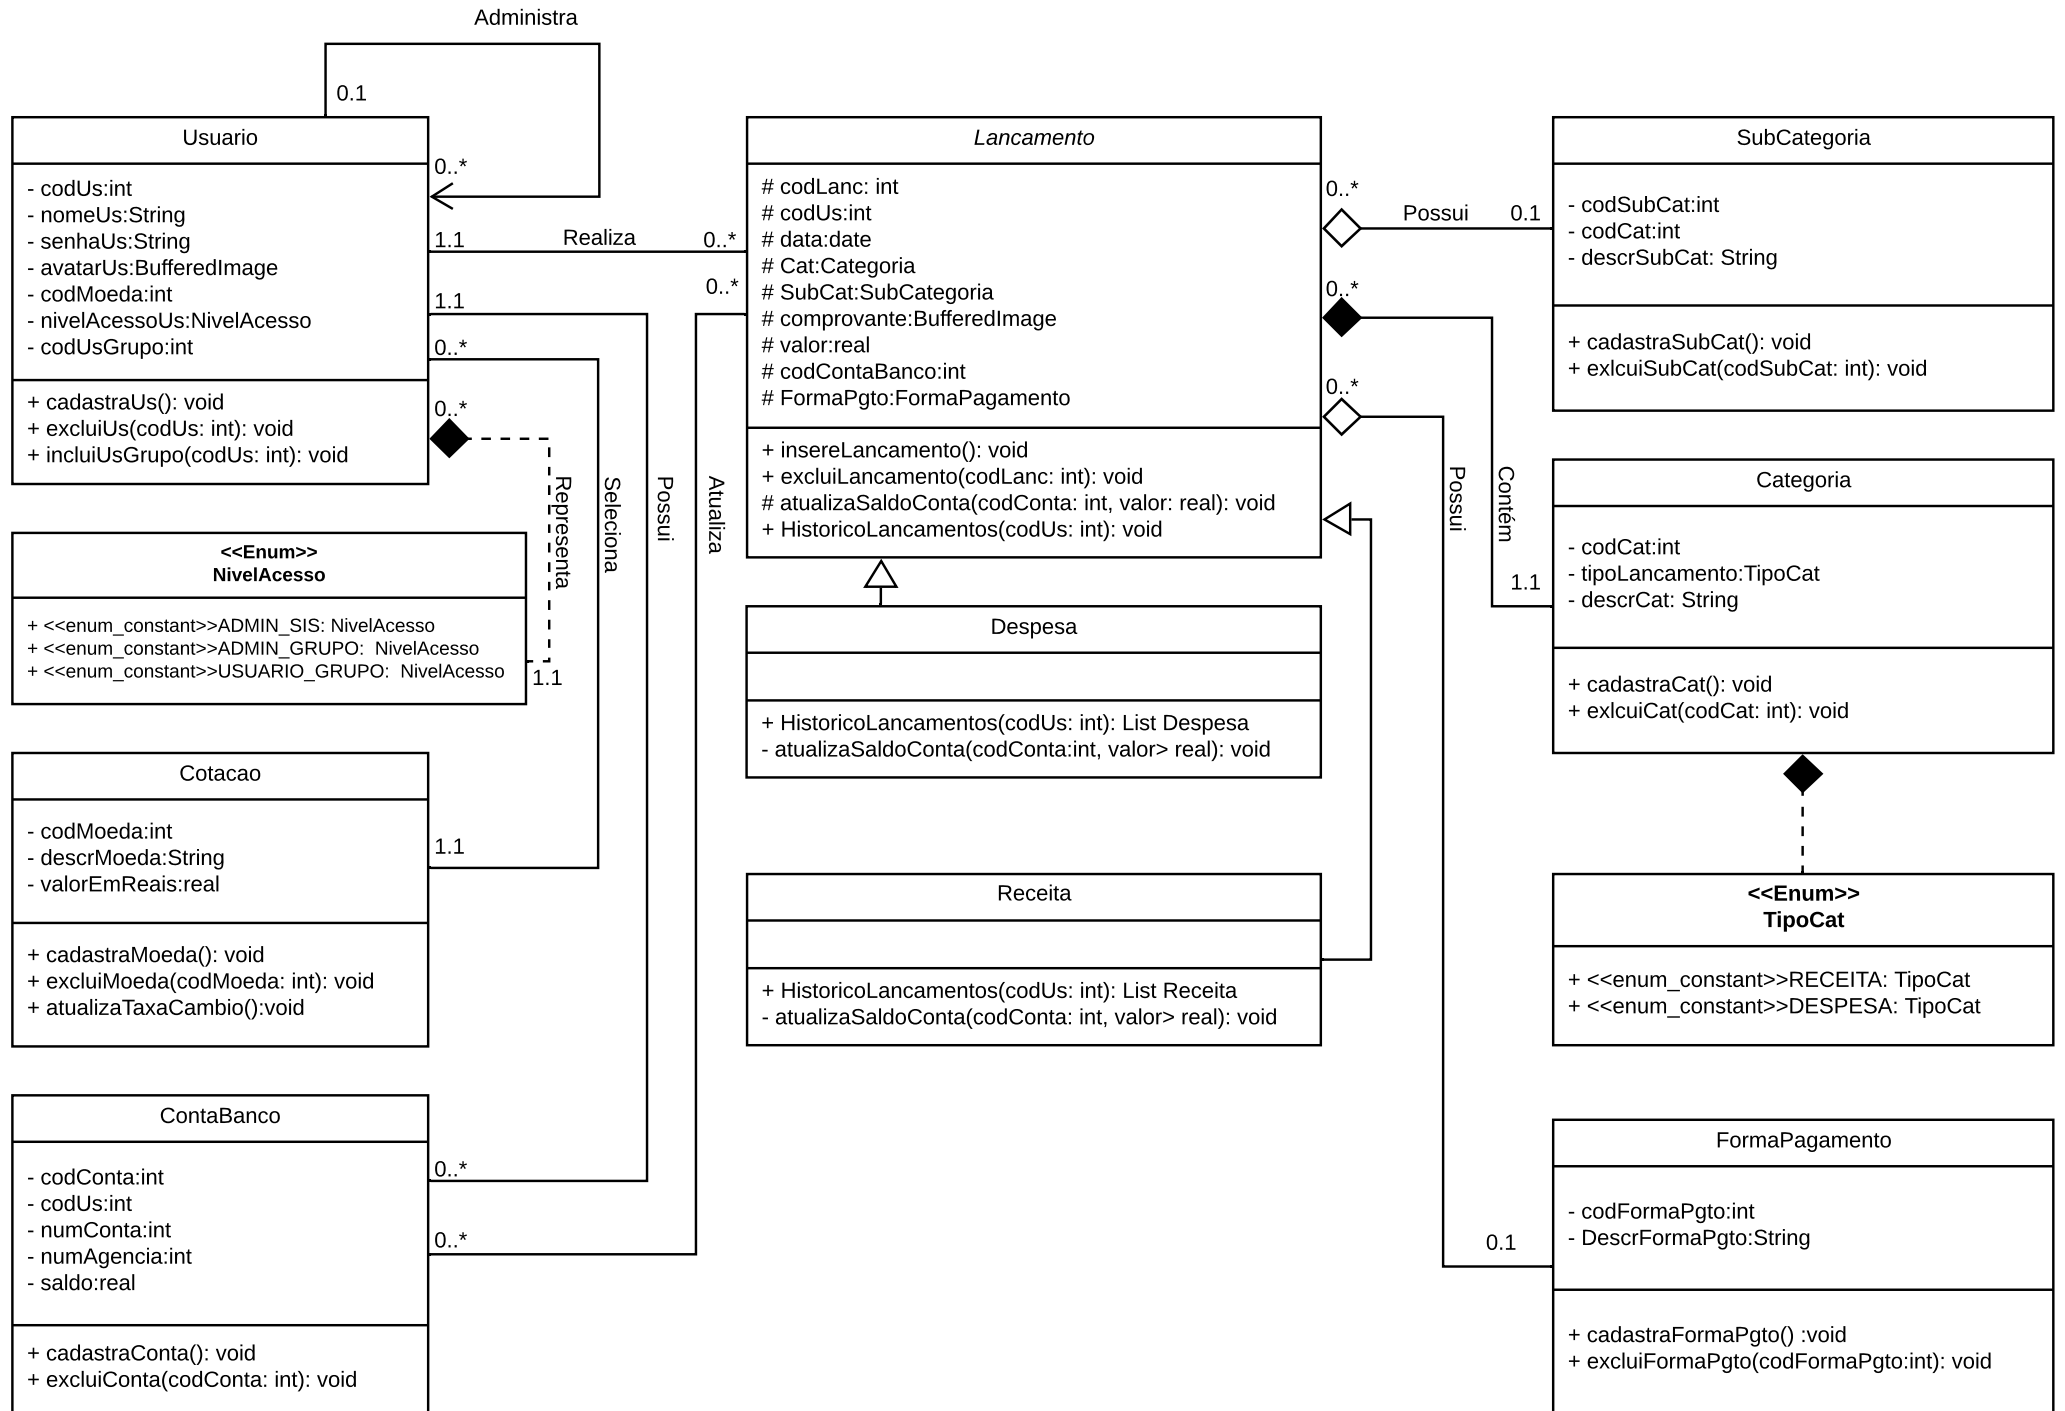 Administra
0.1
0..*
Usuario
- codUs:int
- nomeUs:String
- senhaUs:String
- avatarUs:BufferedImage
- codMoeda:int
- nivelAcessoUs:NivelAcesso
- codUsGrupo:int
+ cadastraUs(): void
+ excluiUs(codUs: int): void
+ incluiUsGrupo(codUs: int): void
1.1
Realiza
0..*
1.1
0..*
0..*
0..*
Representa
Seleciona
Possui
Atualiza
<<Enum>>
NivelAcesso
+ <<enum_constant>>ADMIN_SIS: NivelAcesso
+ <<enum_constant>>ADMIN_GRUPO:  NivelAcesso
+ <<enum_constant>>USUARIO_GRUPO:  NivelAcesso
1.1
Cotacao
- codMoeda:int
- descrMoeda:String
- valorEmReais:real
+ cadastraMoeda(): void
+ excluiMoeda(codMoeda: int): void
+ atualizaTaxaCambio():void
1.1
ContaBanco
- codConta:int
- codUs:int
- numConta:int
- numAgencia:int
- saldo:real
+ cadastraConta(): void
+ excluiConta(codConta: int): void
0..*
0..*
Lancamento
# codLanc: int
# codUs:int
# data:date
# Cat:Categoria
# SubCat:SubCategoria
# comprovante:BufferedImage
# valor:real
# codContaBanco:int
# FormaPgto:FormaPagamento
+ insereLancamento(): void
+ excluiLancamento(codLanc: int): void
# atualizaSaldoConta(codConta: int, valor: real): void
+ HistoricoLancamentos(codUs: int): void
Despesa
+ HistoricoLancamentos(codUs: int): List Despesa
- atualizaSaldoConta(codConta:int, valor> real): void
Receita
+ HistoricoLancamentos(codUs: int): List Receita
- atualizaSaldoConta(codConta: int, valor> real): void
0..*
Possui
0.1
0..*
0..*
Possui
Contém
1.1
0.1
SubCategoria
- codSubCat:int
- codCat:int
- descrSubCat: String
+ cadastraSubCat(): void
+ exlcuiSubCat(codSubCat: int): void
Categoria
- codCat:int
- tipoLancamento:TipoCat
- descrCat: String
+ cadastraCat(): void
+ exlcuiCat(codCat: int): void
<<Enum>>
TipoCat
+ <<enum_constant>>RECEITA: TipoCat
+ <<enum_constant>>DESPESA: TipoCat
FormaPagamento
- codFormaPgto:int
- DescrFormaPgto:String
+ cadastraFormaPgto() :void
+ excluiFormaPgto(codFormaPgto:int): void